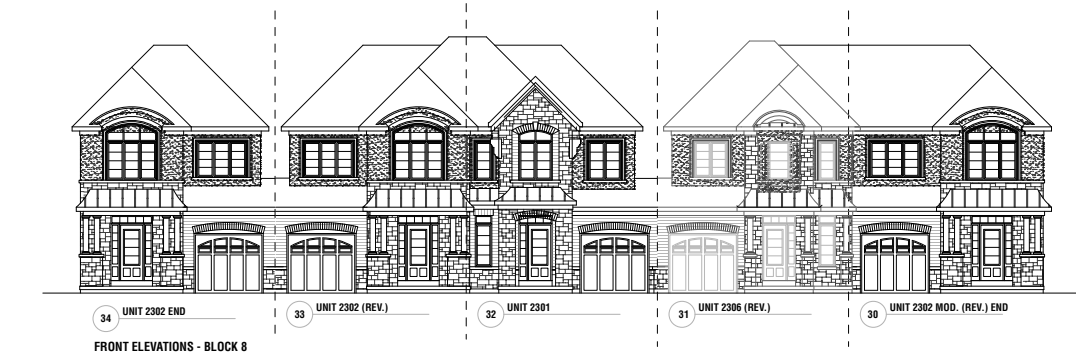 34 UNIT 2302 END
33 UNIT 2302 (REV.)
32 UNIT 2301
31 UNIT 2306 (REV.)
30 UNIT 2302 MOD. (REV.) END
FRONT ELEVATIONS - BLOCK 8